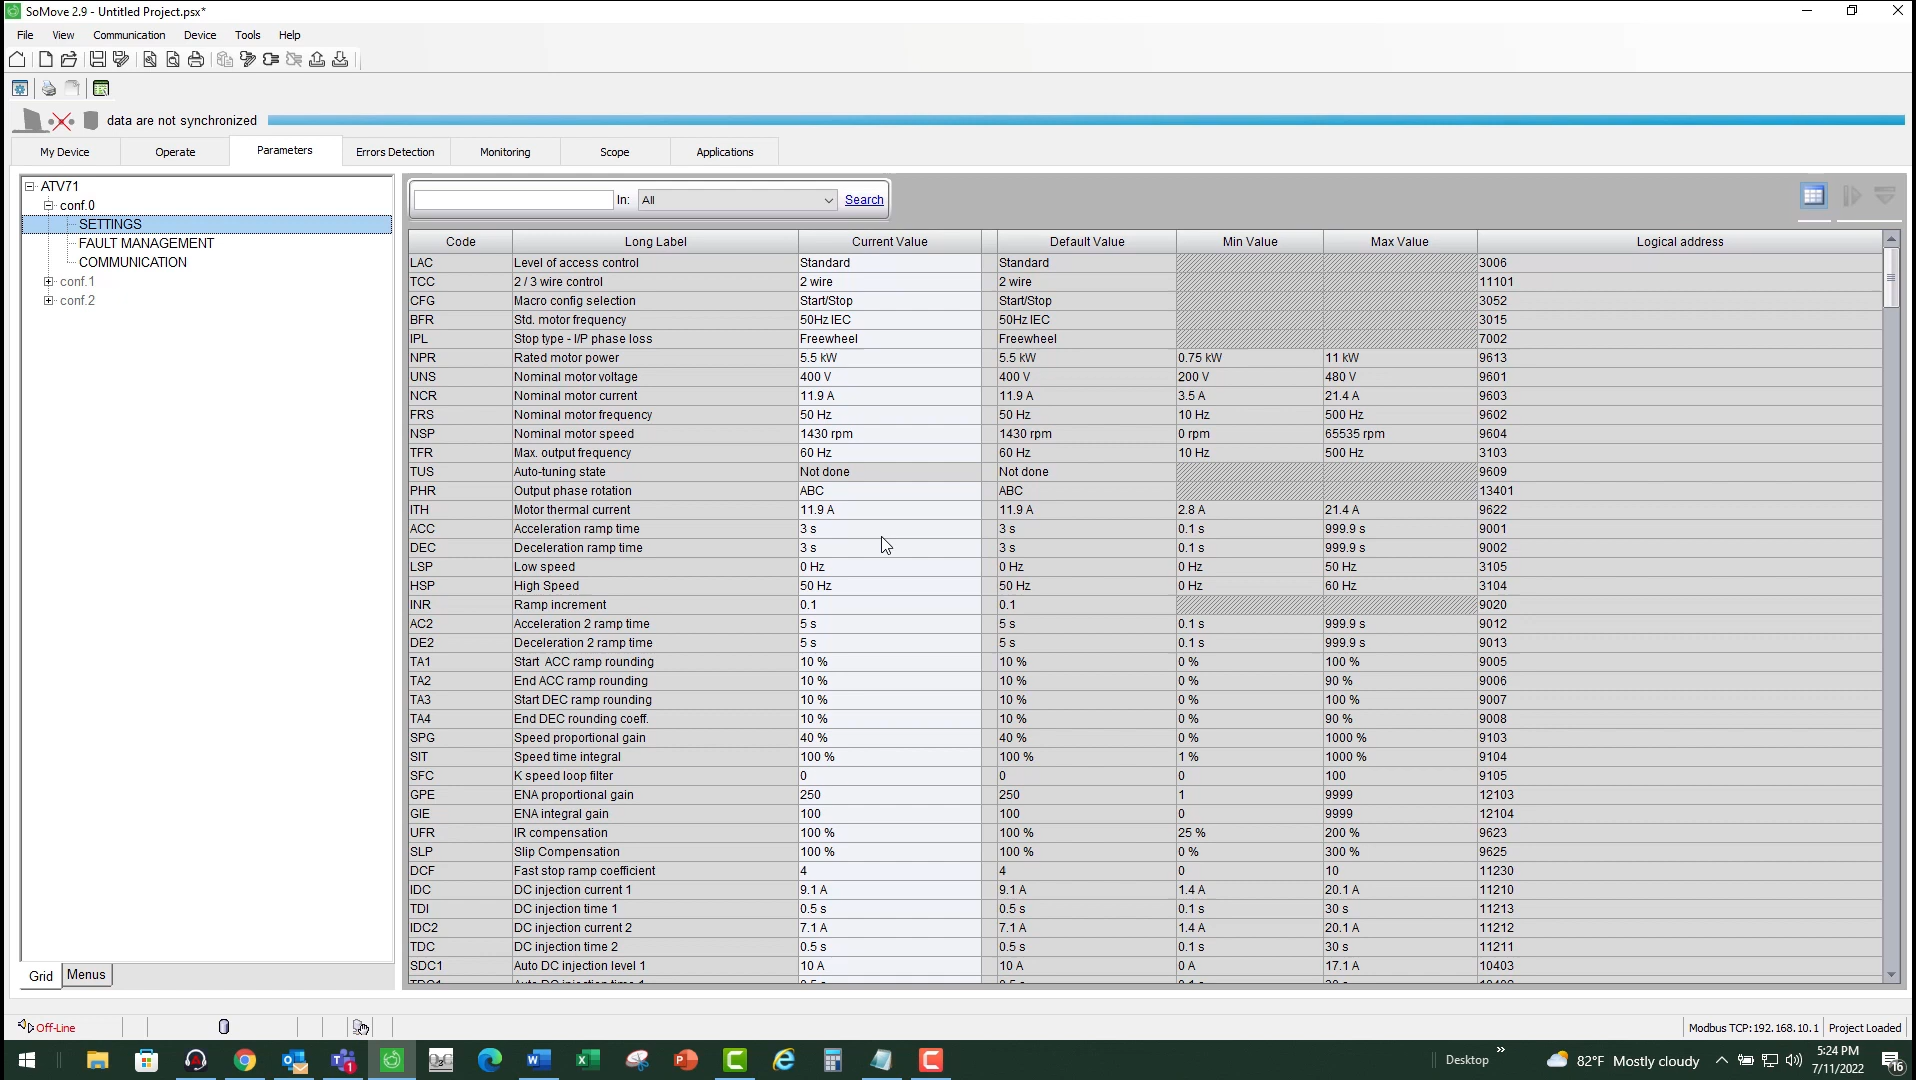 SoMove 2.9 - Untitled Project.psx*
File View Communication Device Tools Help
data are not synchronized
My Device Operate Parameters Errors Detection Monitoring Scope Applications
ATV71
conf.0
SETTINGS
FAULT MANAGEMENT
COMMUNICATION
conf.1
conf.2
In: All Search
Code Long Label Current Value Default Value Min Value Max Value Logical address
LAC Level of access control Standard Standard 3006
TCC 2 / 3 wire control 2 wire 2 wire 11101
CFG Macro config selection Start/Stop Start/Stop 3052
BFR Std. motor frequency 50Hz IEC 50Hz IEC 3015
IPL Stop type - I/P phase loss Freewheel Freewheel 7002
NPR Rated motor power 5.5 kW 5.5 kW 0.75 kW 11 kW 9613
UNS Nominal motor voltage 400 V 400 V 200 V 480 V 9601
NCR Nominal motor current 11.9 A 11.9 A 3.5 A 21.4 A 9603
FRS Nominal motor frequency 50 Hz 50 Hz 10 Hz 500 Hz 9602
NSP Nominal motor speed 1430 rpm 1430 rpm 0 rpm 65535 rpm 9604
TFR Max. output frequency 60 Hz 60 Hz 10 Hz 500 Hz 3103
TUS Auto-tuning state Not done Not done 9609
PHR Output phase rotation ABC ABC 13401
ITH Motor thermal current 11.9 A 11.9 A 2.8 A 21.4 A 9622
ACC Acceleration ramp time 3 s 3 s 0.1 s 999.9 s 9001
DEC Deceleration ramp time 3 s 3 s 0.1 s 999.9 s 9002
LSP Low speed 0 Hz 0 Hz 0 Hz 50 Hz 3105
HSP High Speed 50 Hz 50 Hz 0 Hz 60 Hz 3104
INR Ramp increment 0.1 0.1 9020
AC2 Acceleration 2 ramp time 5 s 5 s 0.1 s 999.9 s 9012
DE2 Deceleration 2 ramp time 5 s 5 s 0.1 s 999.9 s 9013
TA1 Start ACC ramp rounding 10 % 10 % 0 % 100 % 9005
TA2 End ACC ramp rounding 10 % 10 % 0 % 90 % 9006
TA3 Start DEC ramp rounding 10 % 10 % 0 % 100 % 9007
TA4 End DEC rounding coeff. 10 % 10 % 0 % 90 % 9008
SPG Speed proportional gain 40 % 40 % 0 % 1000 % 9103
SIT Speed time integral 100 % 100 % 1 % 1000 % 9104
SFC K speed loop filter 0 0 0 100 9105
GPE ENA proportional gain 250 250 1 9999 12103
GIE ENA integral gain 100 100 0 9999 12104
UFR IR compensation 100 % 100 % 25 % 200 % 9623
SLP Slip Compensation 100 % 100 % 0 % 300 % 9625
DCF Fast stop ramp coefficient 4 4 0 10 11230
IDC DC injection current 1 9.1 A 9.1 A 1.4 A 20.1 A 11210
TDI DC injection time 1 0.5 s 0.5 s 0.1 s 30 s 11213
IDC2 DC injection current 2 7.1 A 7.1 A 1.4 A 20.1 A 11212
TDC DC injection time 2 0.5 s 0.5 s 0.1 s 30 s 11211
SDC1 Auto DC injection level 1 10 A 10 A 0 A 17.1 A 10403
Grid Menus
Off-Line
Modbus TCP:192.168.10.1 Project Loaded
Desktop 82°F Mostly cloudy
5:24 PM
7/11/2022
16